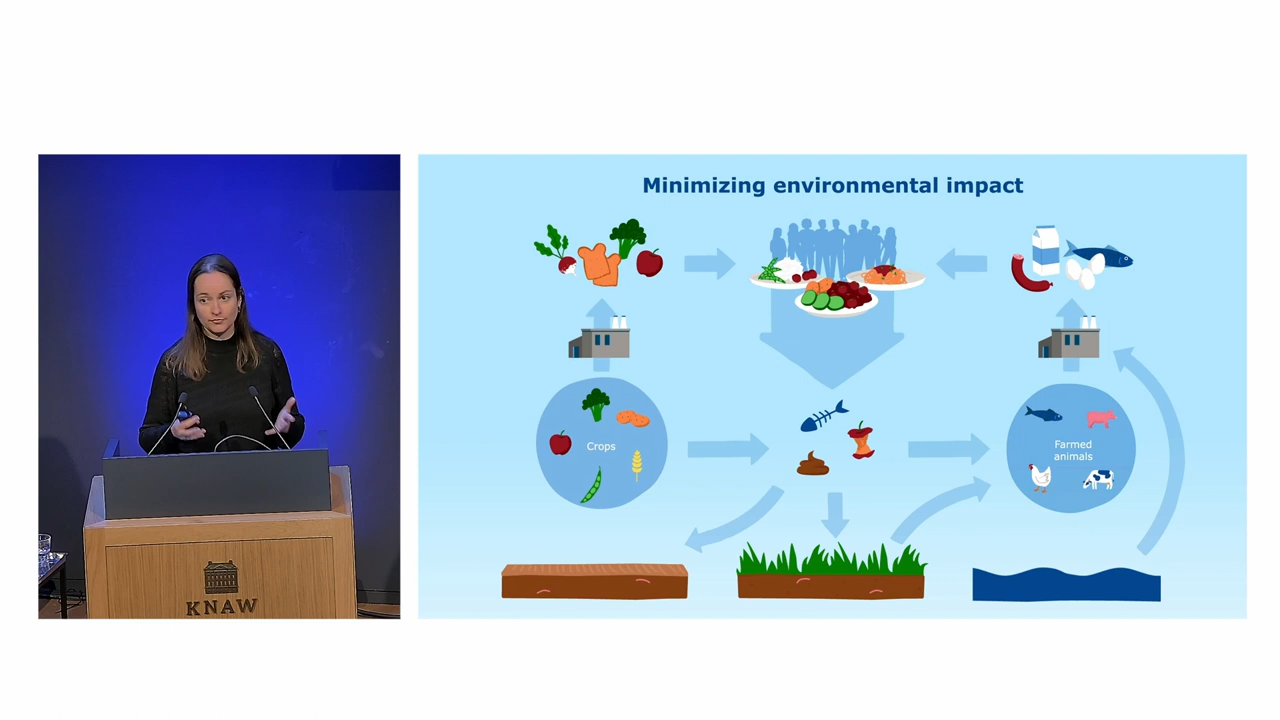 Minimizing environmental impact
Crops
Farmed
animals
KNAW